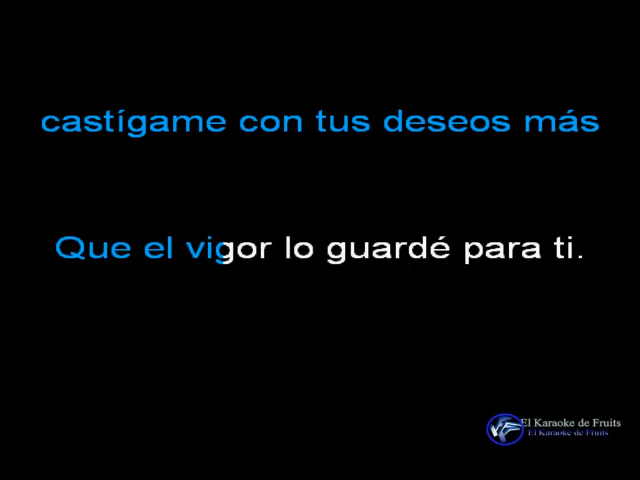 castígame con tus deseos más
Que el vigor lo guardé para ti.
El Karaoke de Fruits
El Karaoke de Fruits